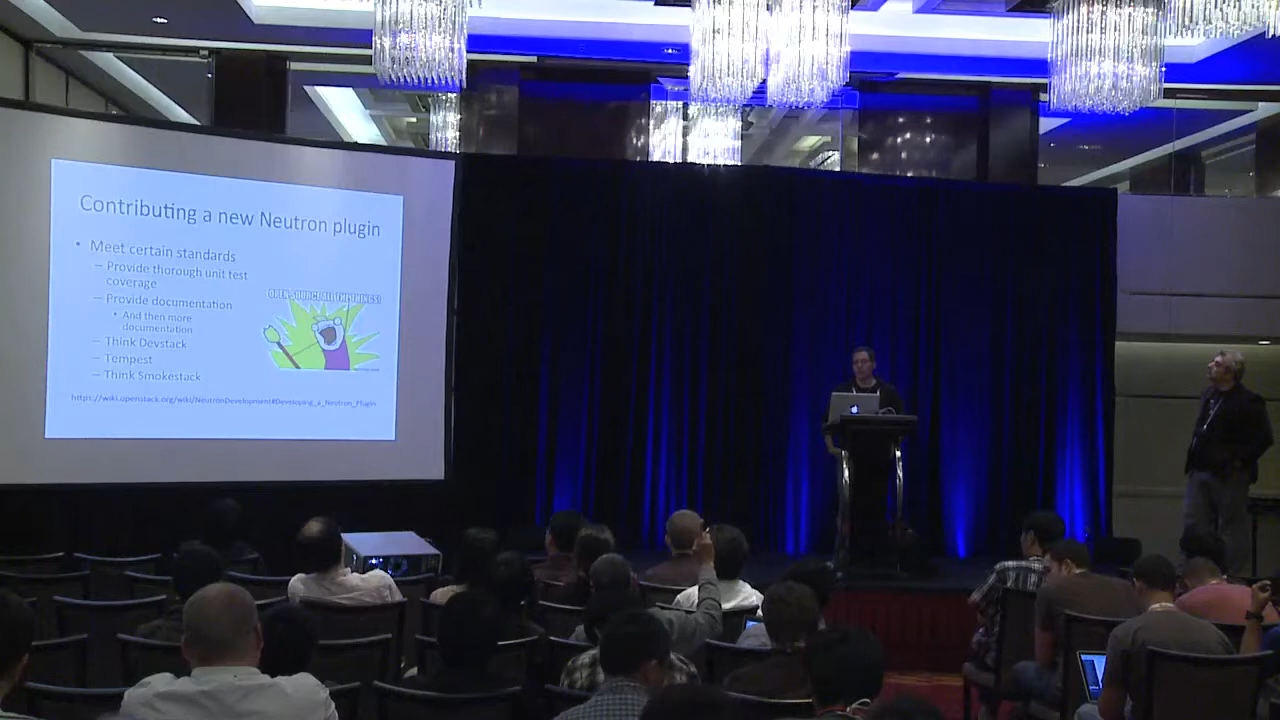 Contributing a new Neutron plugin
• Meet certain standards
– Provide thorough unit test
coverage
– Provide documentation
• And then more
documentation
– Think Devstack
– Tempest
– Think Smokestack
OPEN-SOURCE ALL THE THINGS!
https://wiki.openstack.org/wiki/NeutronDevelopment#Developing_a_Neutron_Plugin